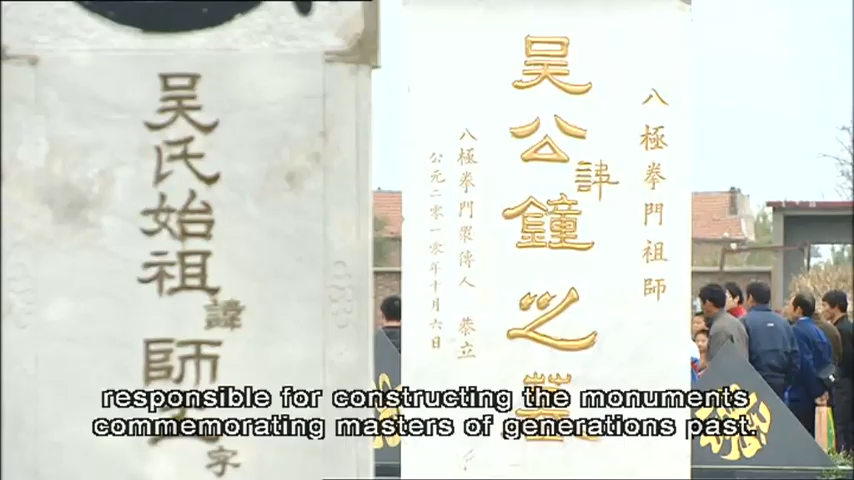 八極拳門祖師
吴公諱鐘之墓
八極拳門眾傳人 恭立
公元二零一零年十月六日
吴氏始祖諱師
字
responsible for constructing the monuments
commemorating masters of generations past.